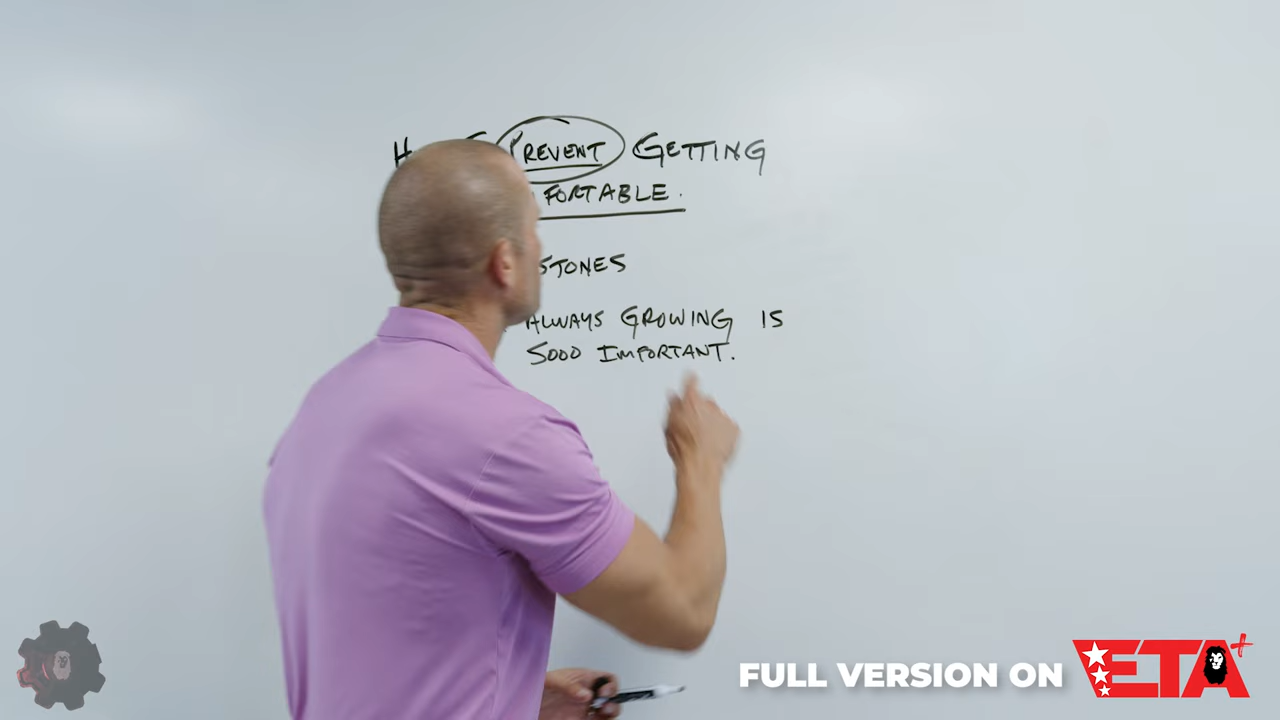 PREVENT GETTING
FORTABLE.
STONES
ALWAYS GROWING IS
SOOO IMPORTANT.
FULL VERSION ON ETA+